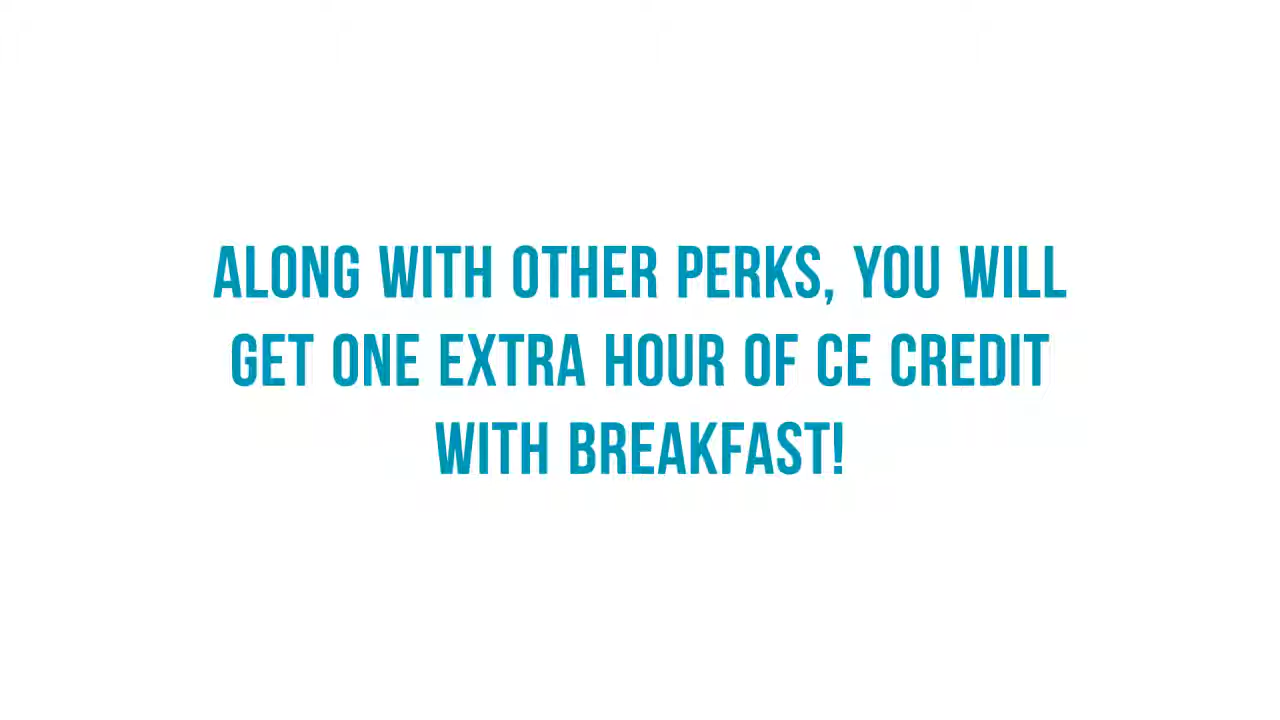 ALONG WITH OTHER PERKS, YOU WILL
GET ONE EXTRA HOUR OF CE CREDIT
WITH BREAKFAST!